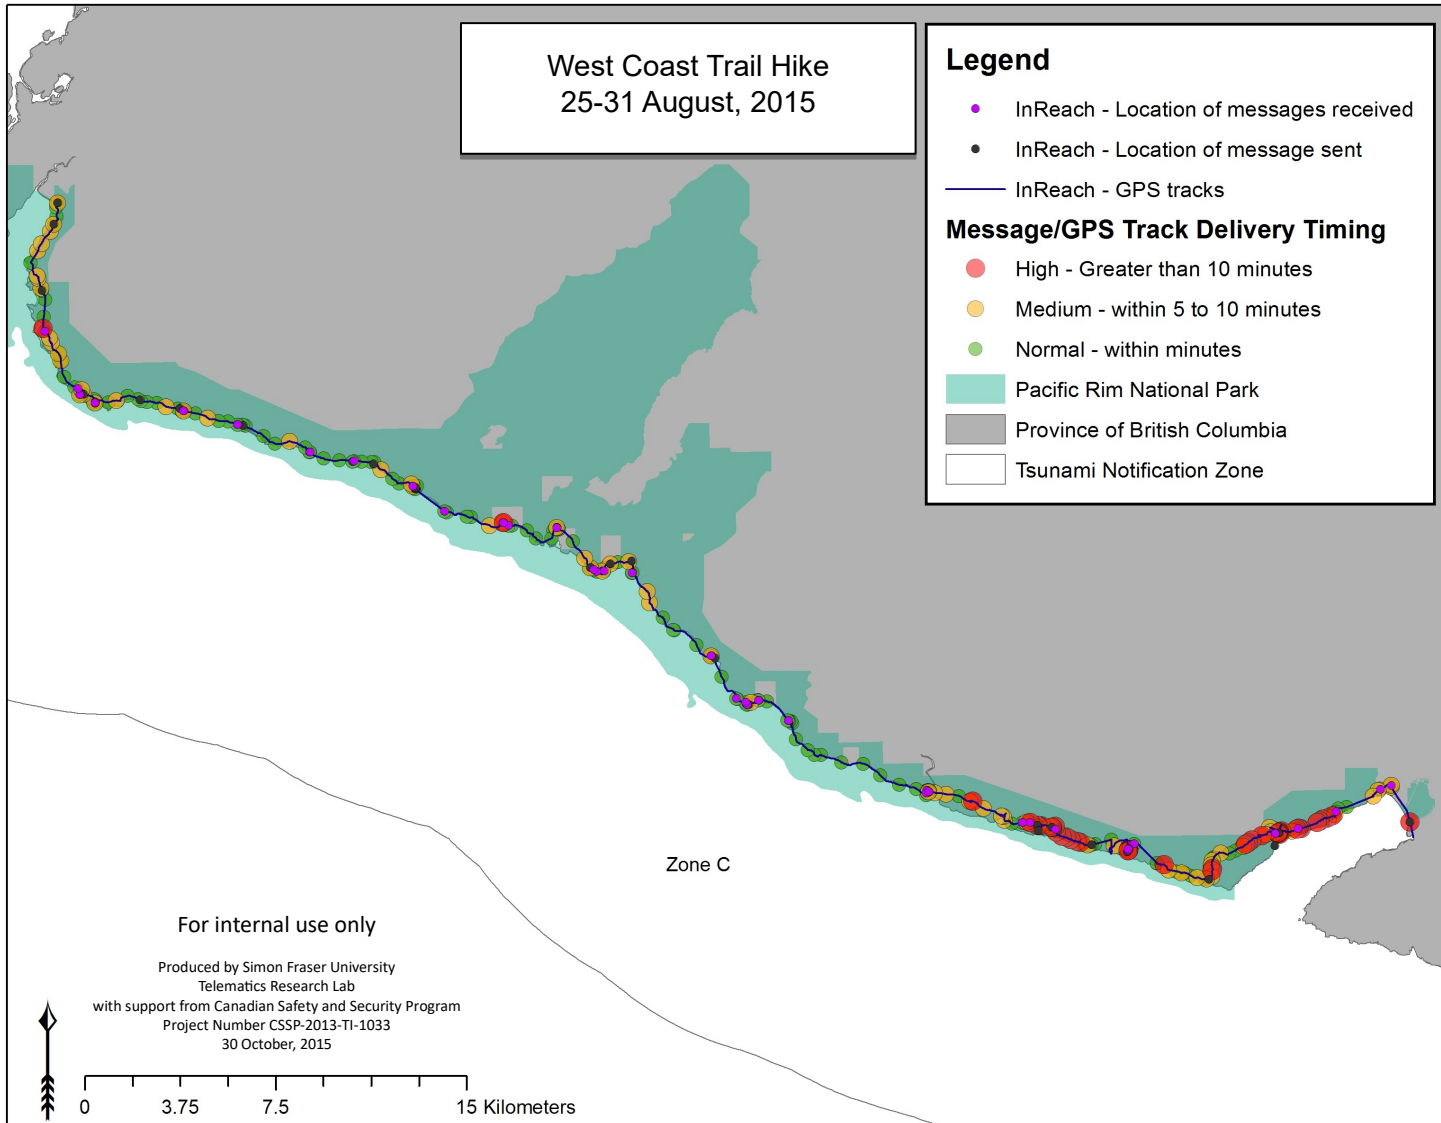 West Coast Trail Hike
25-31 August, 2015
Legend
InReach - Location of messages received
InReach - Location of message sent
InReach - GPS tracks
Message/GPS Track Delivery Timing
High - Greater than 10 minutes
Medium - within 5 to 10 minutes
Normal - within minutes
Pacific Rim National Park
Province of British Columbia
Tsunami Notification Zone
Zone C
For internal use only
Produced by Simon Fraser University
Telematics Research Lab
with support from Canadian Safety and Security Program
Project Number CSSP-2013-TI-1033
30 October, 2015
0 3.75 7.5 15 Kilometers